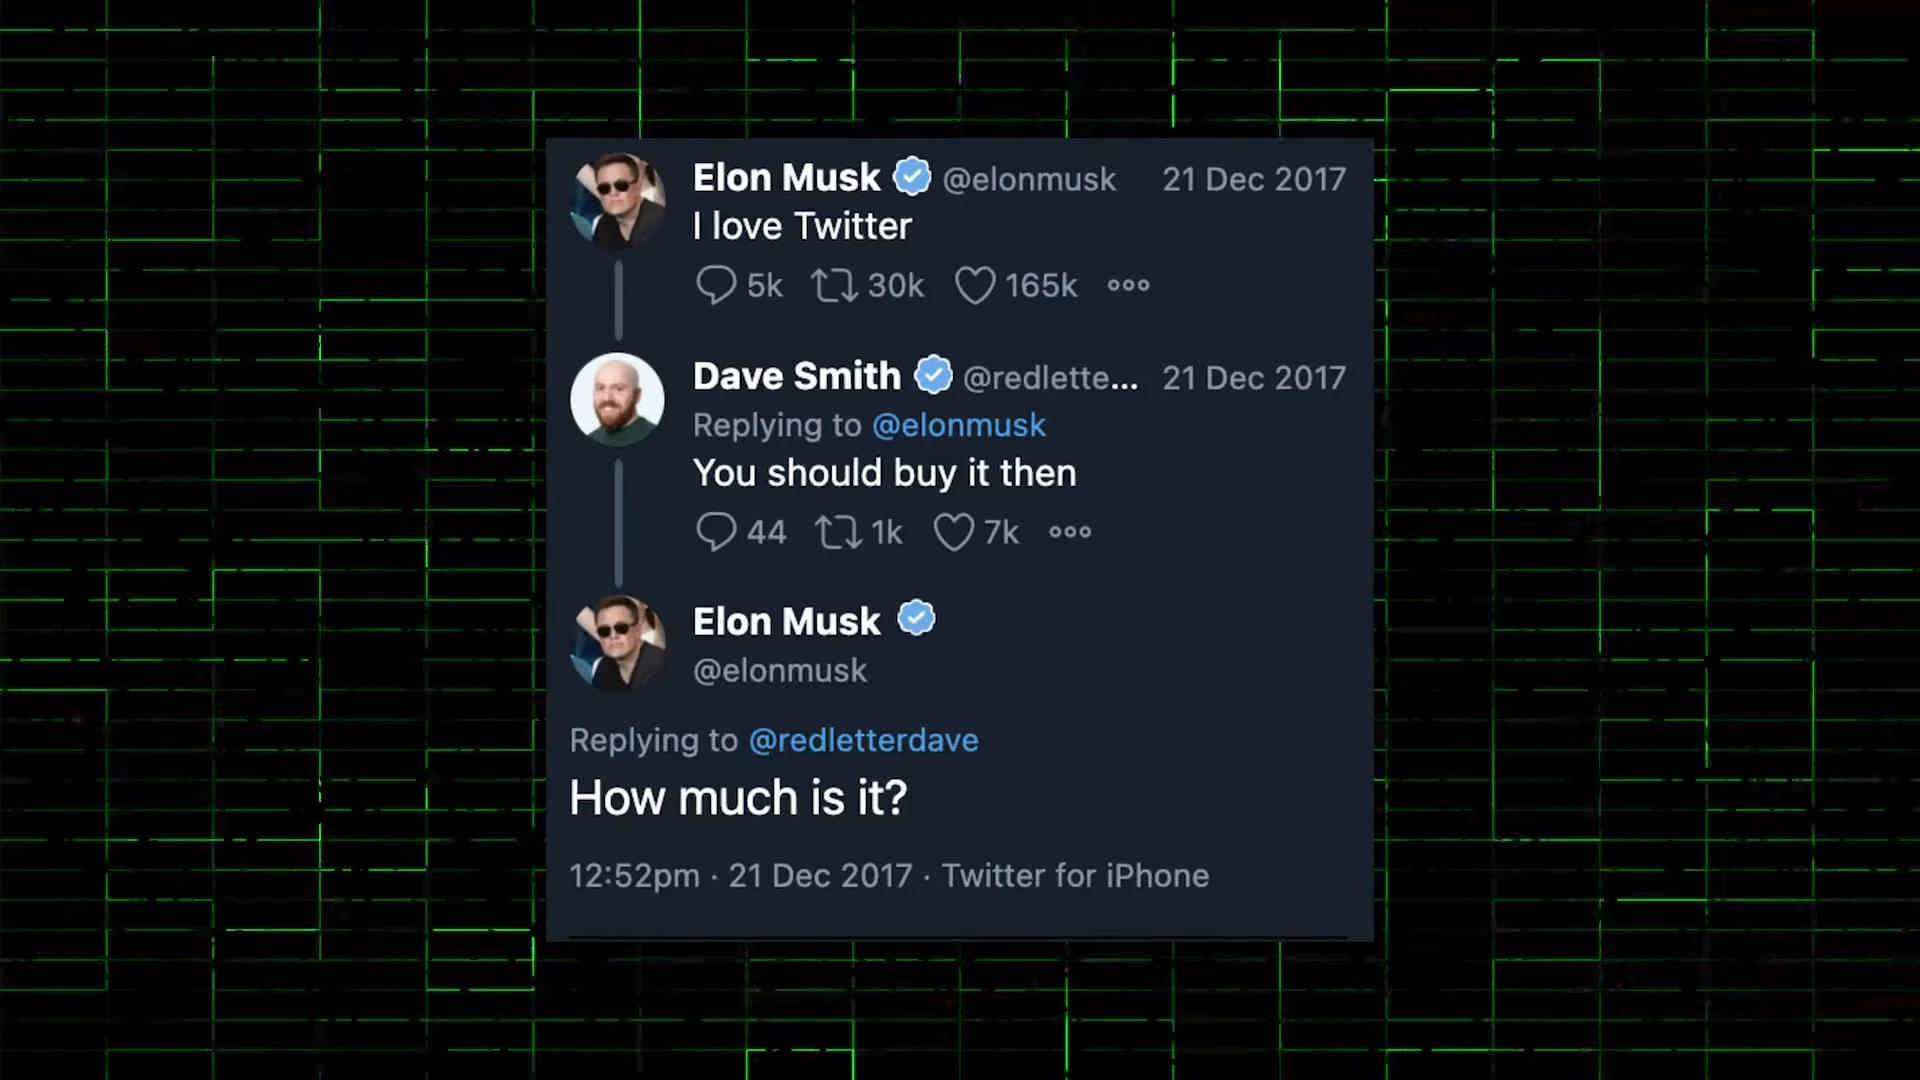 Elon Musk @elonmusk 21 Dec 2017
I love Twitter
5k 30k 165k
Dave Smith @redlette... 21 Dec 2017
Replying to @elonmusk
You should buy it then
44 1k 7k
Elon Musk
@elonmusk
Replying to @redletterdave
How much is it?
12:52pm · 21 Dec 2017 · Twitter for iPhone